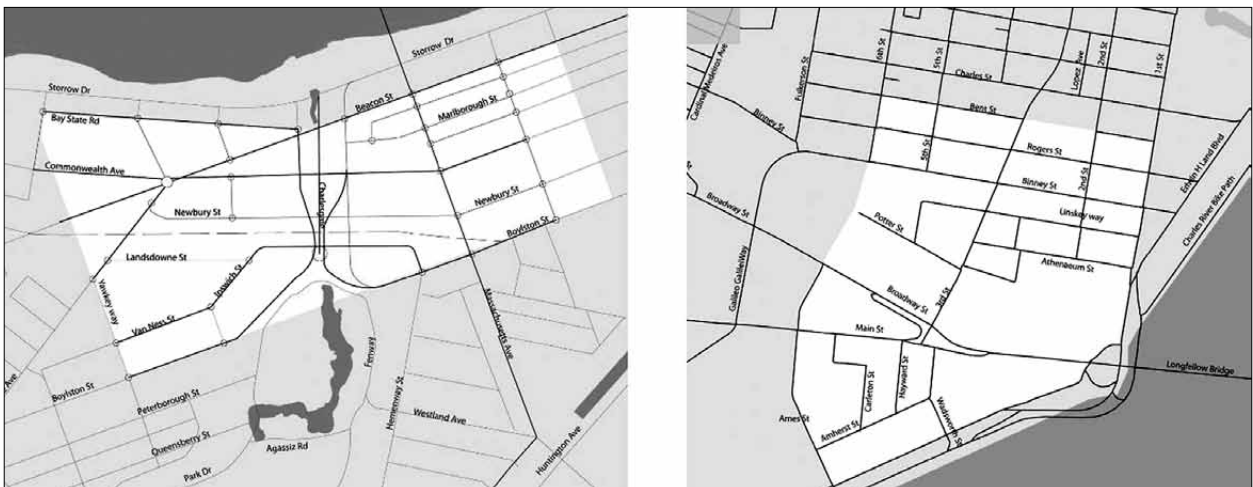 Storrow Dr
Storrow Dr
Bay State Rd
Beacon St
Marlborough St
Commonwealth Ave
Newbury St
Newbury St
Boylston St
Landsdowne St
Ipswich St
Yawkey way
Van Ness St
Massachusetts Ave
Fenway
Boylston St
Peterborough St
Hemenway St
Westland Ave
Queensberry St
Agassiz Rd
Park Dr
Huntington Ave
Ave
Cardinal Medeiros Ave
Fulkerson St
6th St
5th St
Lopez Ave
2nd St
1st St
Charles St
Binney St
Bent St
Rogers St
5th St
Binney St
2nd St
Edwin H Land Blvd
Charles River Bike Path
Broadway St
Potter St
Linskey way
Athenaeum St
Galileo GalileiWay
3rd St
Broadway St
Main St
Longfellow Bridge
Carleton St
Hayward St
Ames St
Amherst St
Wadsworth St